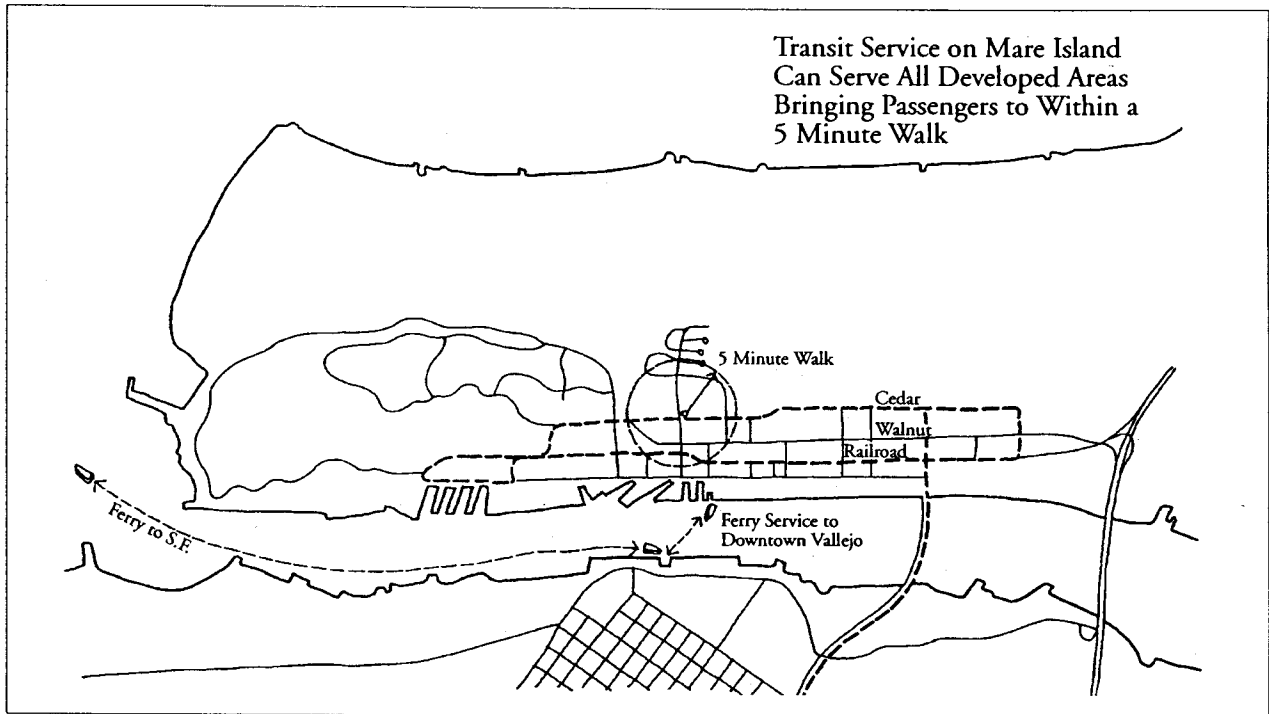 Transit Service on Mare Island
Can Serve All Developed Areas
Bringing Passengers to Within a
5 Minute Walk
5 Minute Walk
Cedar
Walnut
Railroad
Ferry to S.F.
Ferry Service to
Downtown Vallejo